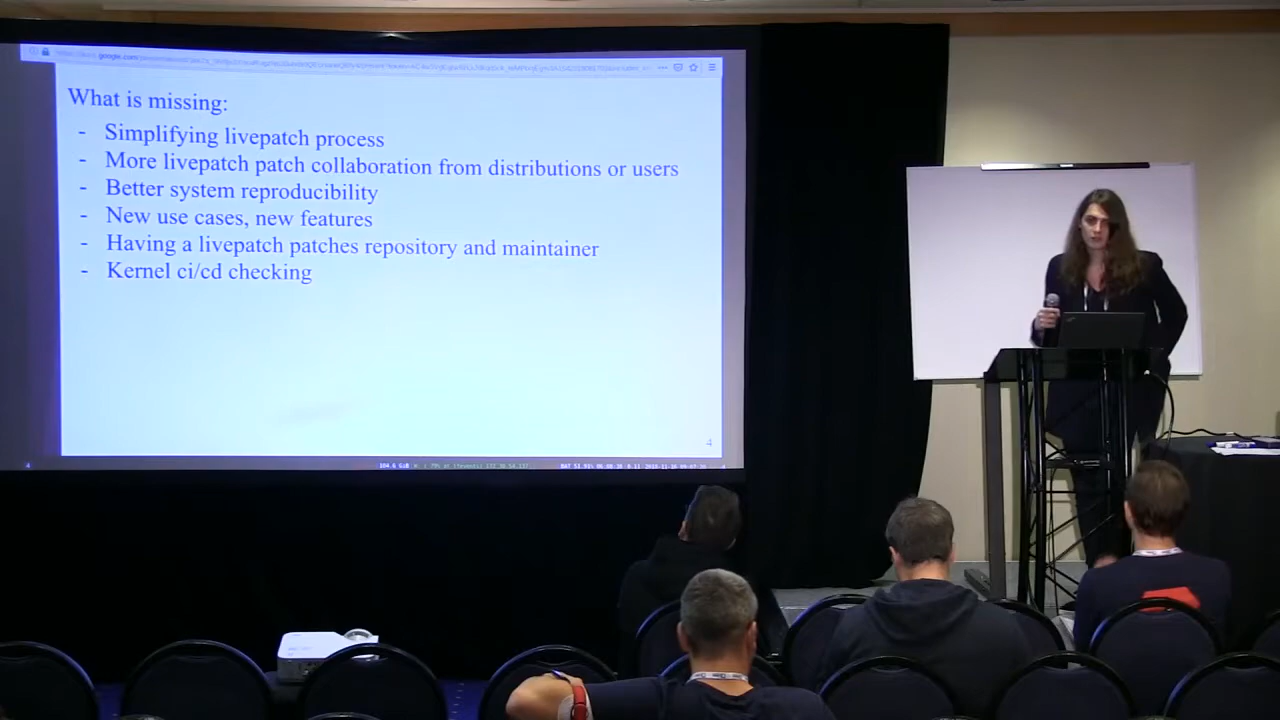 What is missing:
- Simplifying livepatch process
- More livepatch patch collaboration from distributions or users
- Better system reproducibility
- New use cases, new features
- Having a livepatch patches repository and maintainer
- Kernel ci/cd checking
4